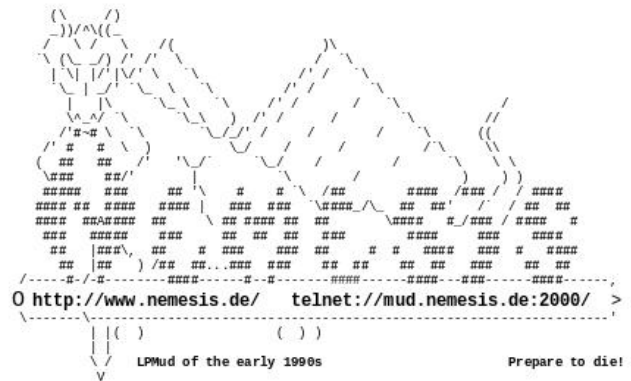 http://www.nemesis.de/ telnet://mud.nemesis.de:2000/
LPMud of the early 1990s Prepare to die!